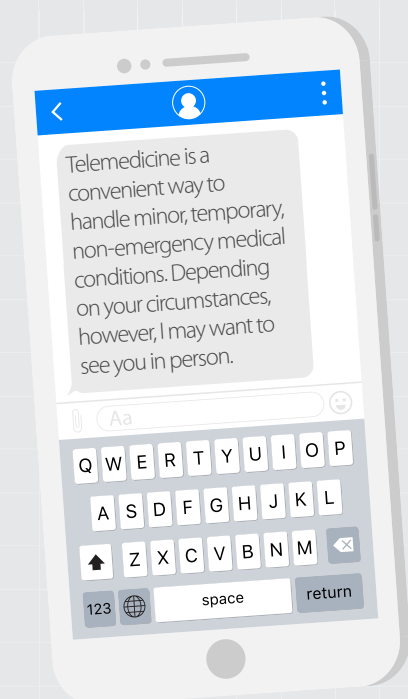 Telemedicine is a
convenient way to
handle minor, temporary,
non-emergency medical
conditions. Depending
on your circumstances,
however, I may want to
see you in person.
Aa
Q W E R T Y U I O P
A S D F G H J K L
Z X C V B N M
123 space return